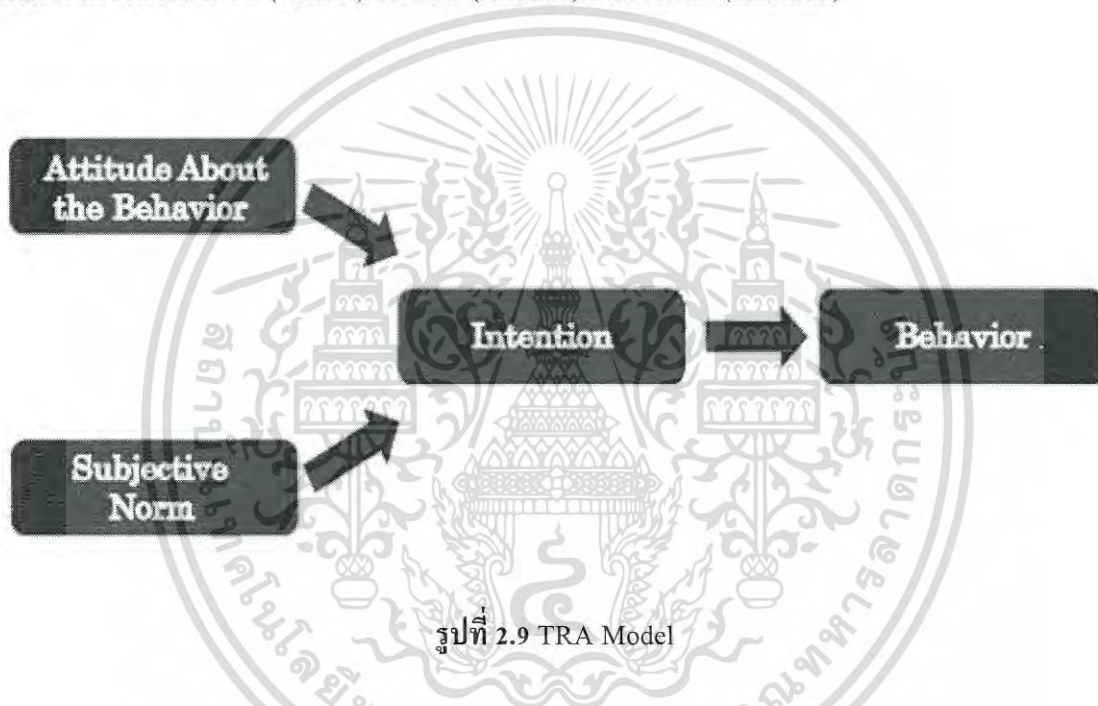 Attitude About
the Behavior
Intention
Behavior
Subjective
Norm
รูปที่ 2.9 TRA Model